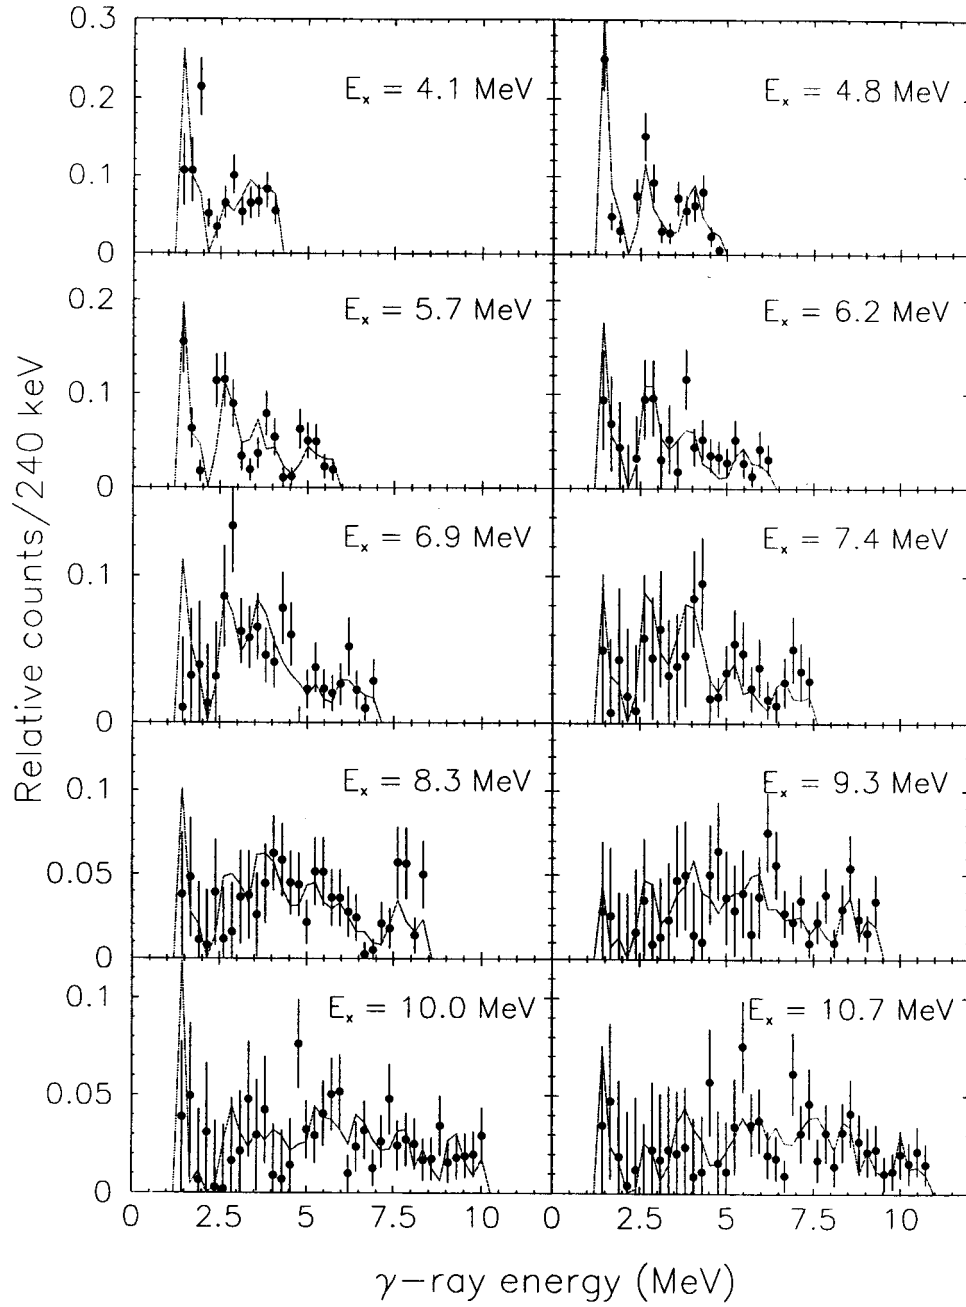 0.3
0.2
0.1
0
E_x = 4.1 MeV
E_x = 4.8 MeV
0.2
0.1
0
E_x = 5.7 MeV
E_x = 6.2 MeV
0.1
0
E_x = 6.9 MeV
E_x = 7.4 MeV
0.1
0.05
0
E_x = 8.3 MeV
E_x = 9.3 MeV
0.1
0.05
0
E_x = 10.0 MeV
E_x = 10.7 MeV
Relative counts/240 keV
0 2.5 5 7.5 10 0 2.5 5 7.5 10
γ-ray energy (MeV)